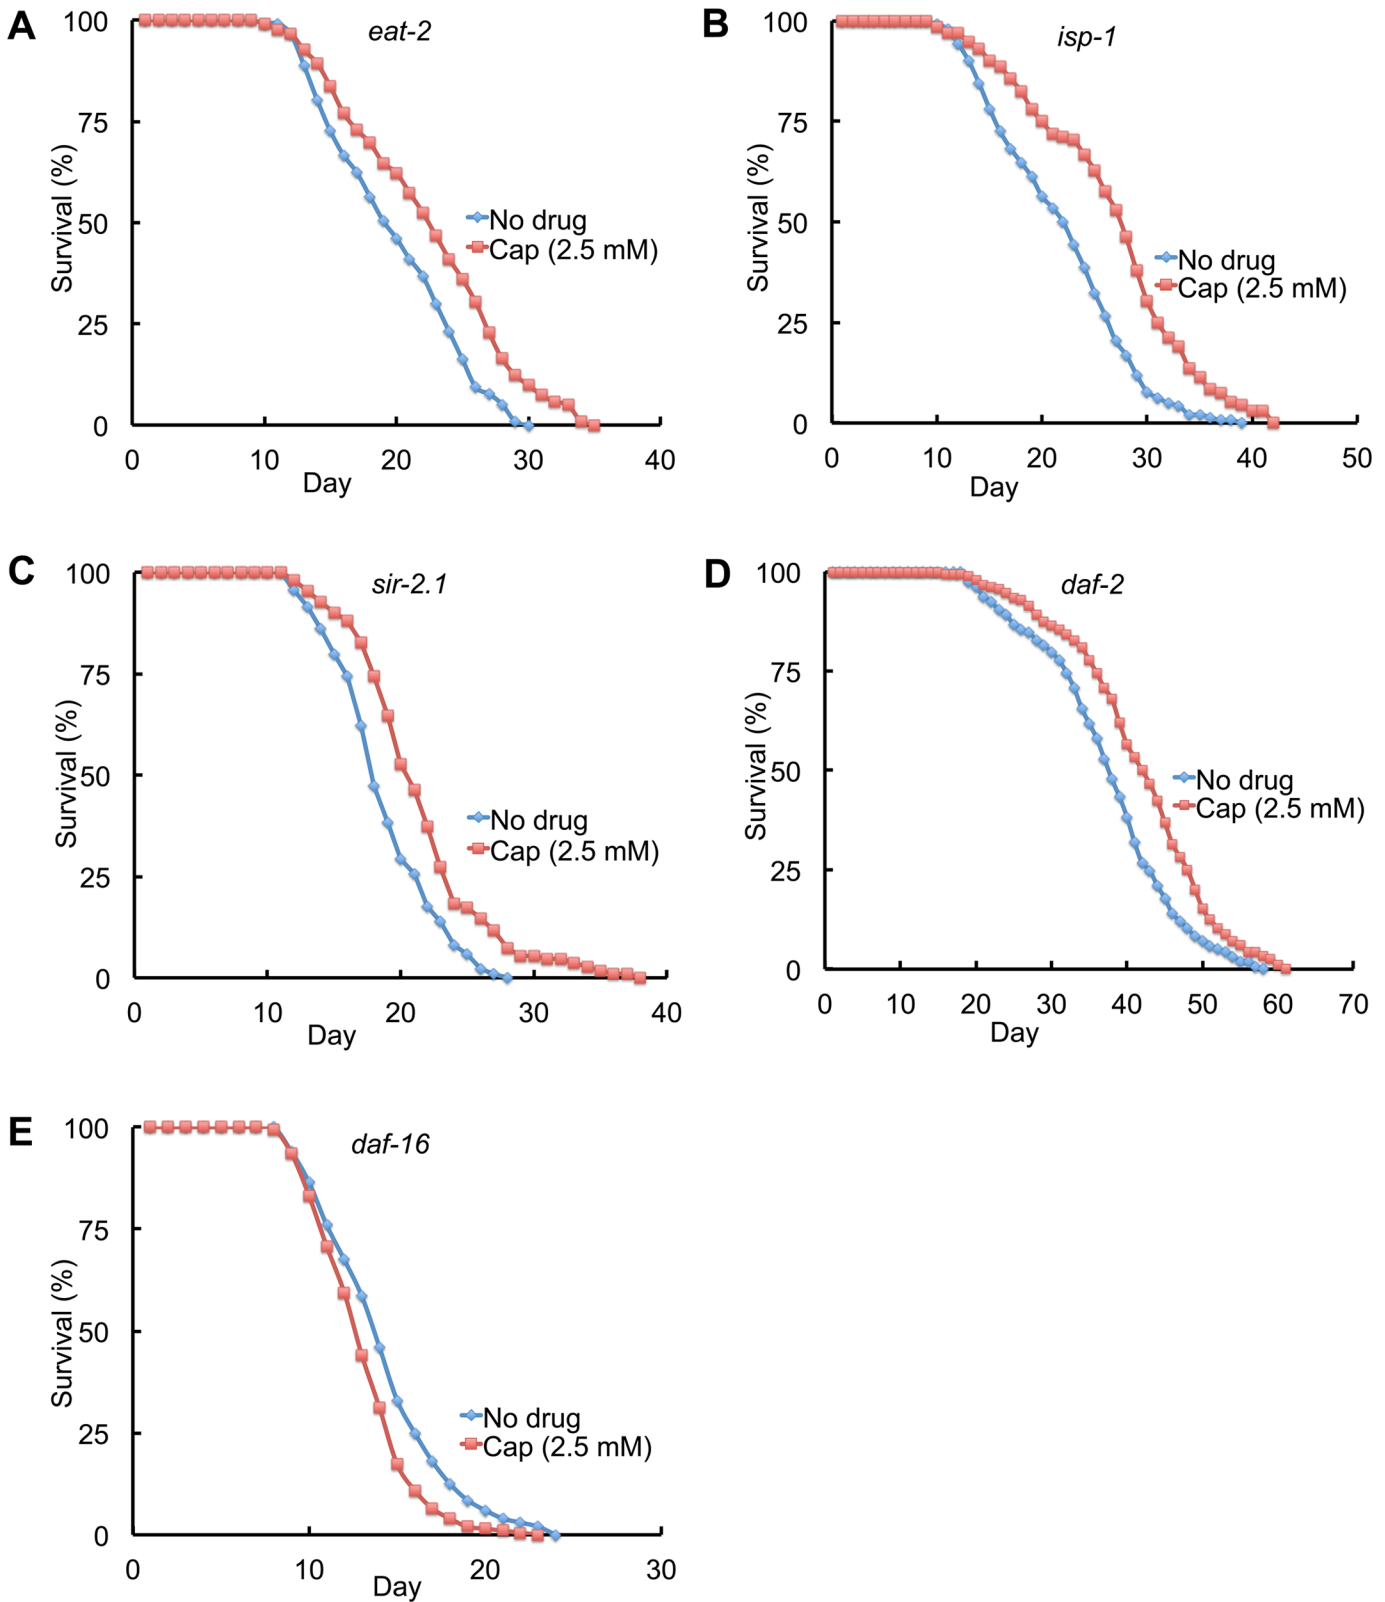 A
eat-2
100
75
50
25
0
Survival (%)
No drug
Cap (2.5 mM)
0 10 20 30 40
Day
B
isp-1
100
75
50
25
0
Survival (%)
No drug
Cap (2.5 mM)
0 10 20 30 40 50
Day
C
sir-2.1
100
75
50
25
0
Survival (%)
No drug
Cap (2.5 mM)
0 10 20 30 40
Day
D
daf-2
100
75
50
25
0
Survival (%)
No drug
Cap (2.5 mM)
0 10 20 30 40 50 60 70
Day
E
daf-16
100
75
50
25
0
Survival (%)
No drug
Cap (2.5 mM)
0 10 20 30
Day